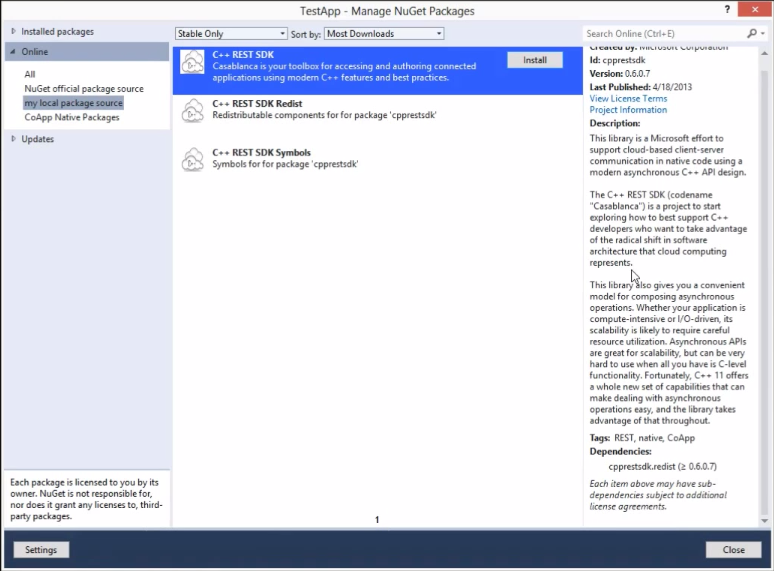 TestApp - Manage NuGet Packages
?
Installed packages
Online
All
NuGet official package source
my local package source
CoApp Native Packages
Updates
Each package is licensed to you by its
owner. NuGet is not responsible for,
nor does it grant any licenses to, third-
party packages.
Stable Only
Sort by:
Most Downloads
C++ REST SDK
Casablanca is your toolbox for accessing and authoring connected
applications using modern C++ features and best practices.
Install
C++ REST SDK Redist
Redistributable components for for package 'cpprestsdk'
C++ REST SDK Symbols
Symbols for for package 'cpprestsdk'
1
Search Online (Ctrl+E)
Created by: Microsoft Corporation
Id: cpprestsdk
Version: 0.6.0.7
Last Published: 4/18/2013
View License Terms
Project Information
Description:
This library is a Microsoft effort to
support cloud-based client-server
communication in native code using a
modern asynchronous C++ API design.
The C++ REST SDK (codename
"Casablanca") is a project to start
exploring how to best support C++
developers who want to take advantage
of the radical shift in software
architecture that cloud computing
represents.
This library also gives you a convenient
model for composing asynchronous
operations. Whether your application is
compute-intensive or I/O-driven, its
scalability is likely to require careful
resource utilization. Asynchronous APIs
are great for scalability, but can be very
hard to use when all you have is C-level
functionality. Fortunately, C++ 11 offers
a whole new set of capabilities that can
make dealing with asynchronous
operations easy, and the library takes
advantage of that throughout.
Tags: REST, native, CoApp
Dependencies:
cpprestsdk.redist (≥ 0.6.0.7)
Each item above may have sub-
dependencies subject to additional
license agreements.
Settings
Close